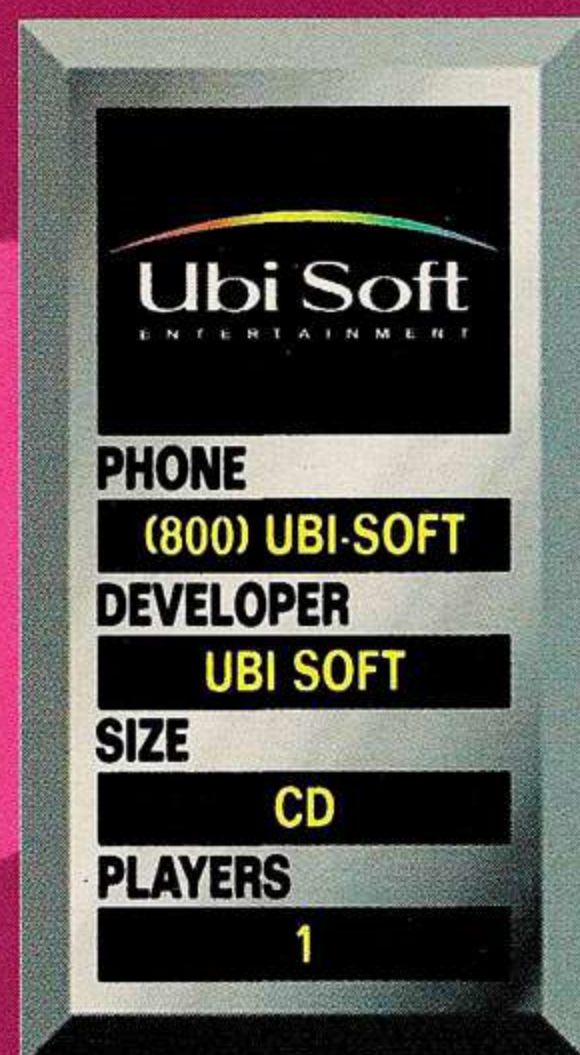 Ubi Soft
ENTERTAINMENT
PHONE
(800) UBI-SOFT
DEVELOPER
UBI SOFT
SIZE
CD
PLAYERS
1